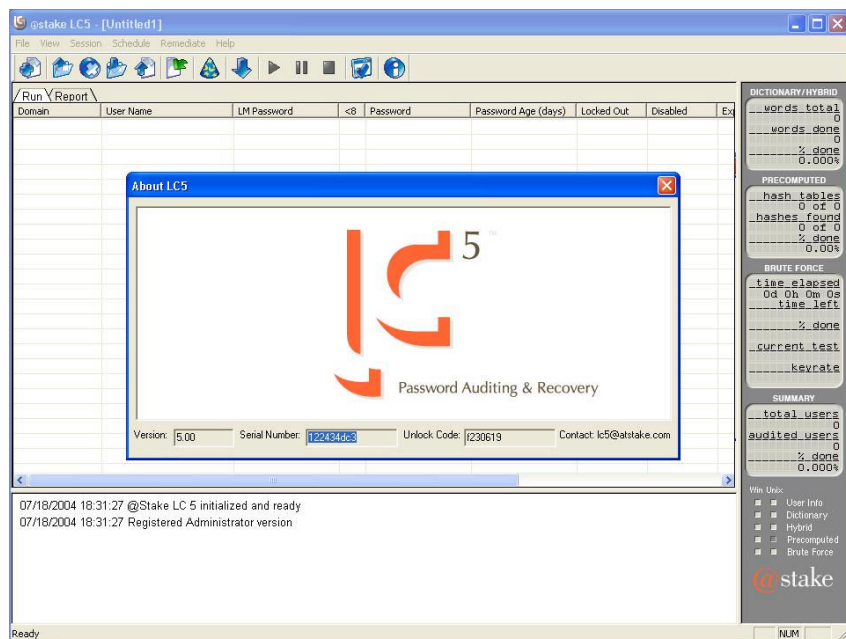 @stake LC5 - [Untitled1]
File View Session Schedule Remediate Help
Run Report
Domain User Name LM Password <8 Password Password Age (days) Locked Out Disabled Exp
About LC5
LC 5
Password Auditing & Recovery
Version: 5.00 Serial Number: 122434dc3 Unlock Code: f230619 Contact: lc5@atstake.com
07/18/2004 18:31:27 @Stake LC 5 initialized and ready
07/18/2004 18:31:27 Registered Administrator version
DICTIONARY/HYBRID
words total
0
words done
0
% done
0.000%
PRECOMPUTED
hash tables
0 of 0
hashes found
0 of 0
% done
0.00%
BRUTE FORCE
time elapsed
0d 0h 0m 0s
time left
% done
current test
keyrate
SUMMARY
total users
0
audited users
0
% done
0.000%
Win Unix
User Info
Dictionary
Hybrid
Precomputed
Brute Force
@stake
Ready NUM